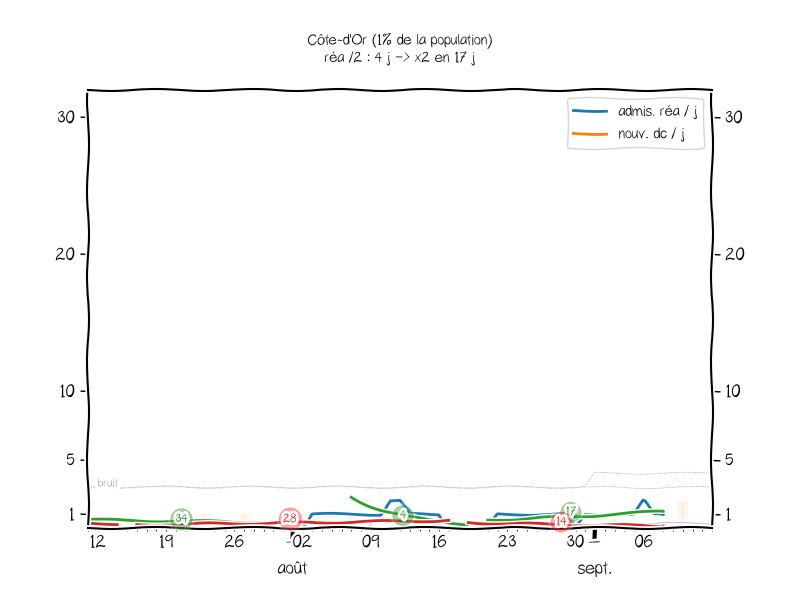 Côte-d'Or (1% de la population)
réa /2 : 4 j -> x2 en 17 j
admis. réa / j
nouv. dc / j
30 30
20 20
10 10
5 5
bruit
1 1
34 28 4 17 14
12 19 26 02 09 16 23 30 06
août sept.